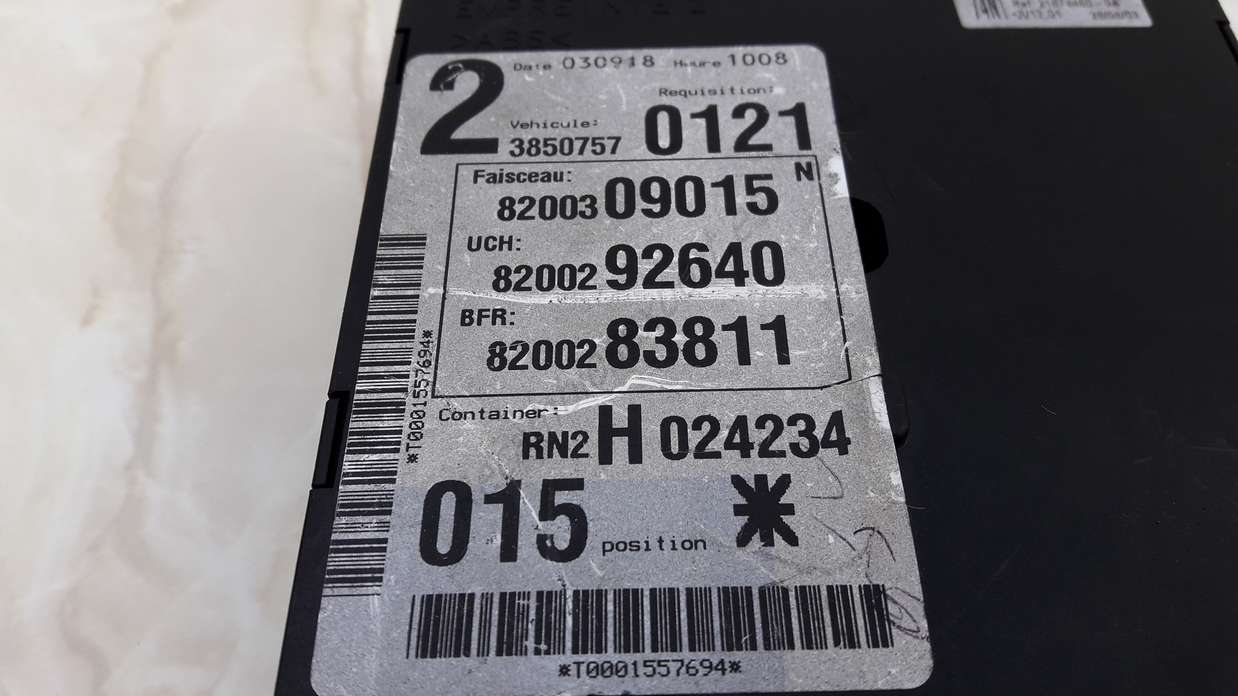 >ABS<
2 Date 030918 Heure 1008
Requisition:
Vehicule:
3850757 0121
Faisceau: N
8200309015
UCH:
8200292640
BFR:
8200283811
Container:
RN2 H 024234
015 position *
*T0001557694*
*T0001557694*